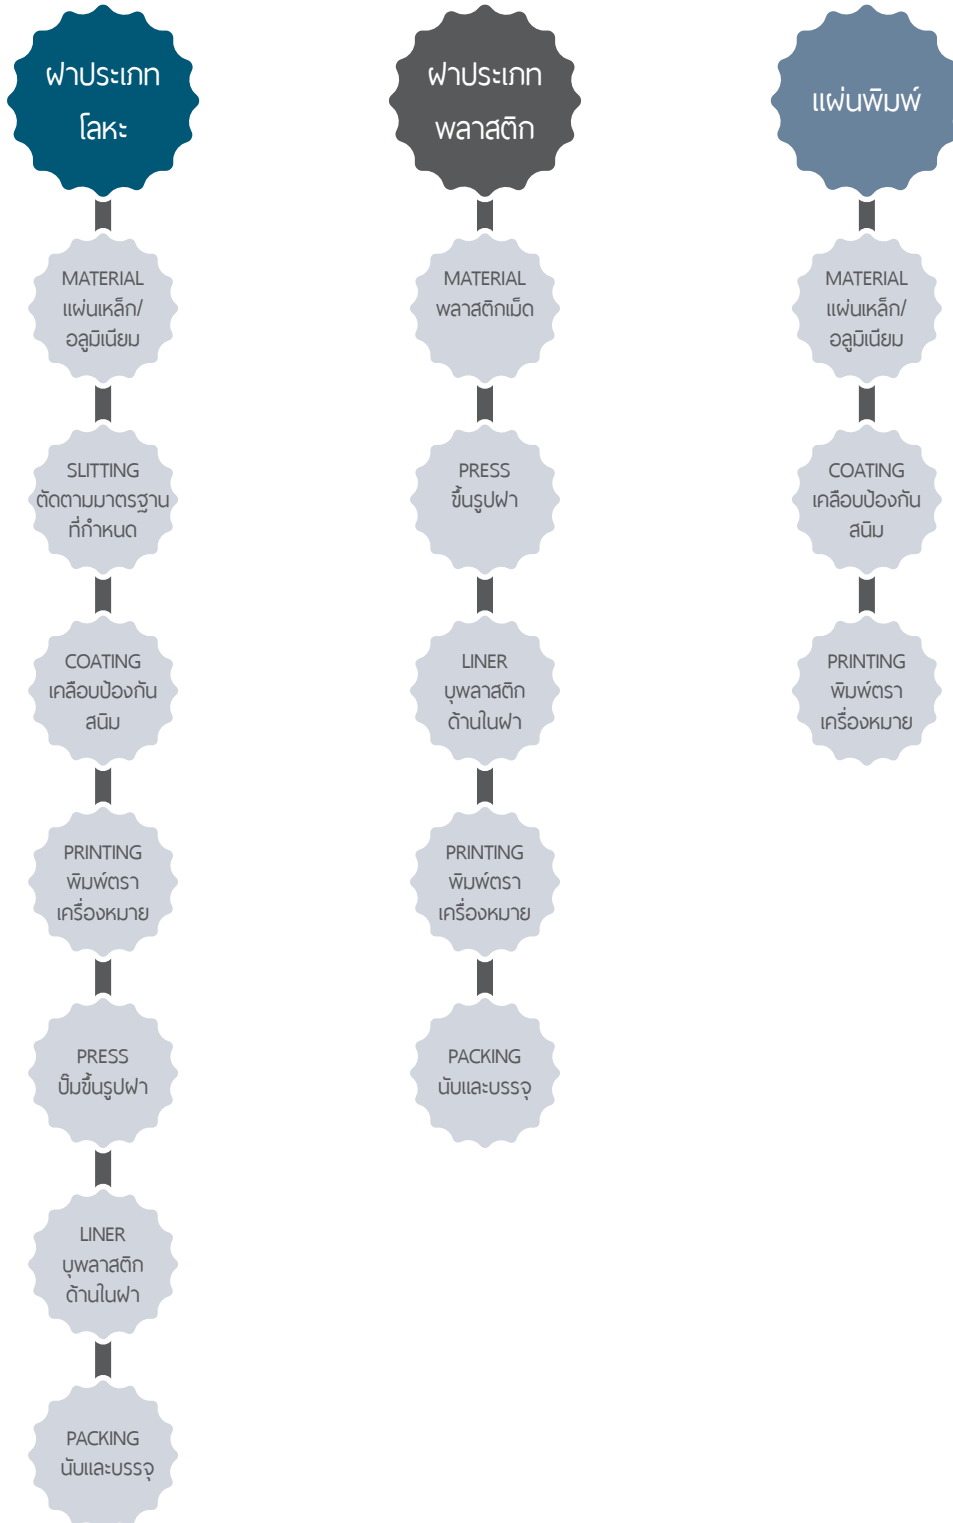 ฝาประเภท
โลหะ
MATERIAL
แผ่นเหล็ก/
อลูมิเนียม
SLITTING
ตัดตามมาตรฐาน
ที่กำหนด
COATING
เคลือบป้องกัน
สนิม
PRINTING
พิมพ์ตรา
เครื่องหมาย
PRESS
ปั๊มขึ้นรูปฝา
LINER
บุพลาสติก
ด้านในฝา
PACKING
นับและบรรจุ
ฝาประเภท
พลาสติก
MATERIAL
พลาสติกเม็ด
PRESS
ขึ้นรูปฝา
LINER
บุพลาสติก
ด้านในฝา
PRINTING
พิมพ์ตรา
เครื่องหมาย
PACKING
นับและบรรจุ
แผ่นพิมพ์
MATERIAL
แผ่นเหล็ก/
อลูมิเนียม
COATING
เคลือบป้องกัน
สนิม
PRINTING
พิมพ์ตรา
เครื่องหมาย